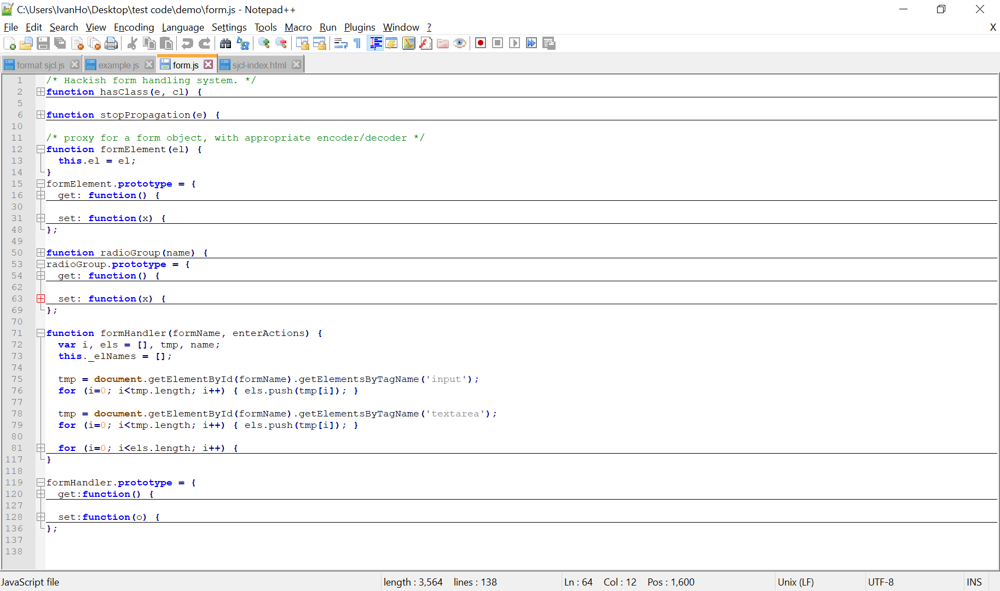 C:\Users\IvanHo\Desktop\test code\demo\form.js - Notepad++
File Edit Search View Encoding Language Settings Tools Macro Run Plugins Window ? X
format sjcl.js example.js form.js sjcl-index.html
1 /* Hackish form handling system. */
2 function hasClass(e, cl) {
5
6 function stopPropagation(e) {
10
11 /* proxy for a form object, with appropriate encoder/decoder */
12 function formElement(el) {
13   this.el = el;
14 }
15 formElement.prototype = {
16   get: function() {
30
31   set: function(x) {
48 };
49
50 function radioGroup(name) {
53 radioGroup.prototype = {
54   get: function() {
62
63   set: function(x) {
69 };
70
71 function formHandler(formName, enterActions) {
72   var i, els = [], tmp, name;
73   this._elNames = [];
74
75   tmp = document.getElementById(formName).getElementsByTagName('input');
76   for (i=0; i<tmp.length; i++) { els.push(tmp[i]); }
77
78   tmp = document.getElementById(formName).getElementsByTagName('textarea');
79   for (i=0; i<tmp.length; i++) { els.push(tmp[i]); }
80
81   for (i=0; i<els.length; i++) {
117 }
118
119 formHandler.prototype = {
120   get:function() {
127
128   set:function(o) {
136 };
137
138
JavaScript file length : 3,564 lines : 138 Ln : 64 Col : 12 Pos : 1,600 Unix (LF) UTF-8 INS